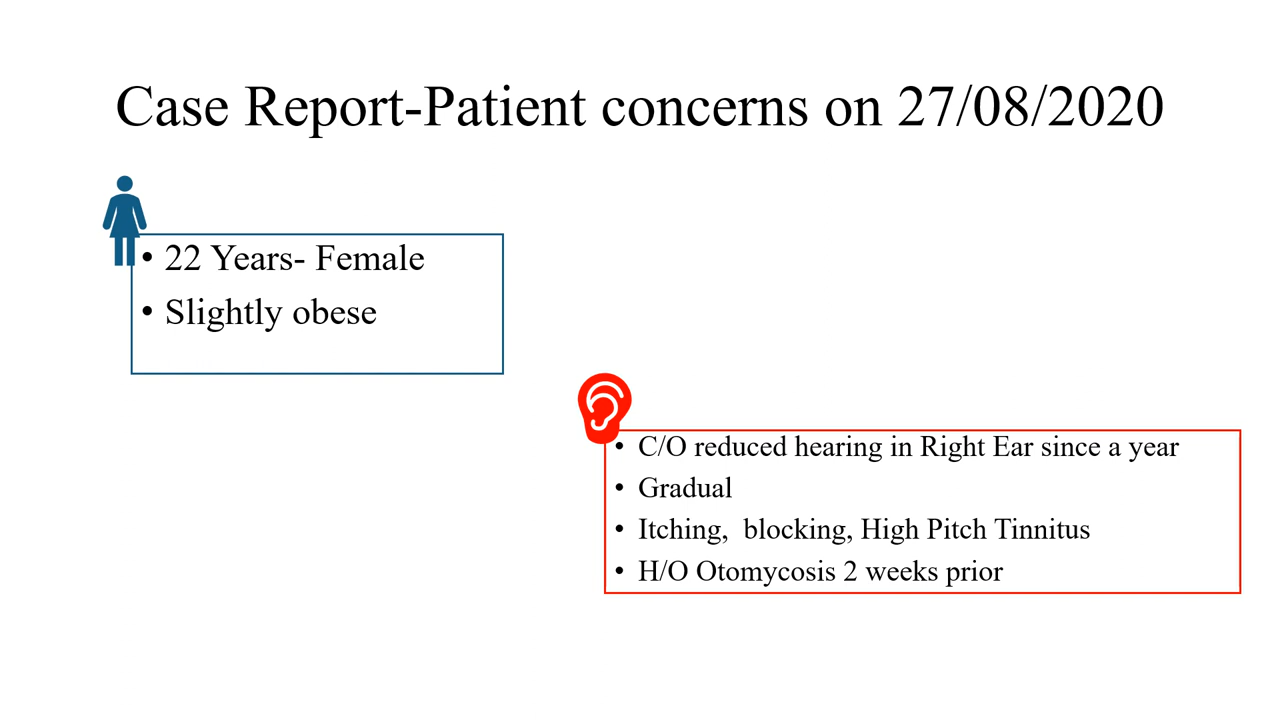 Case Report-Patient concerns on 27/08/2020
• 22 Years- Female
• Slightly obese
• C/O reduced hearing in Right Ear since a year
• Gradual
• Itching,  blocking, High Pitch Tinnitus
• H/O Otomycosis 2 weeks prior